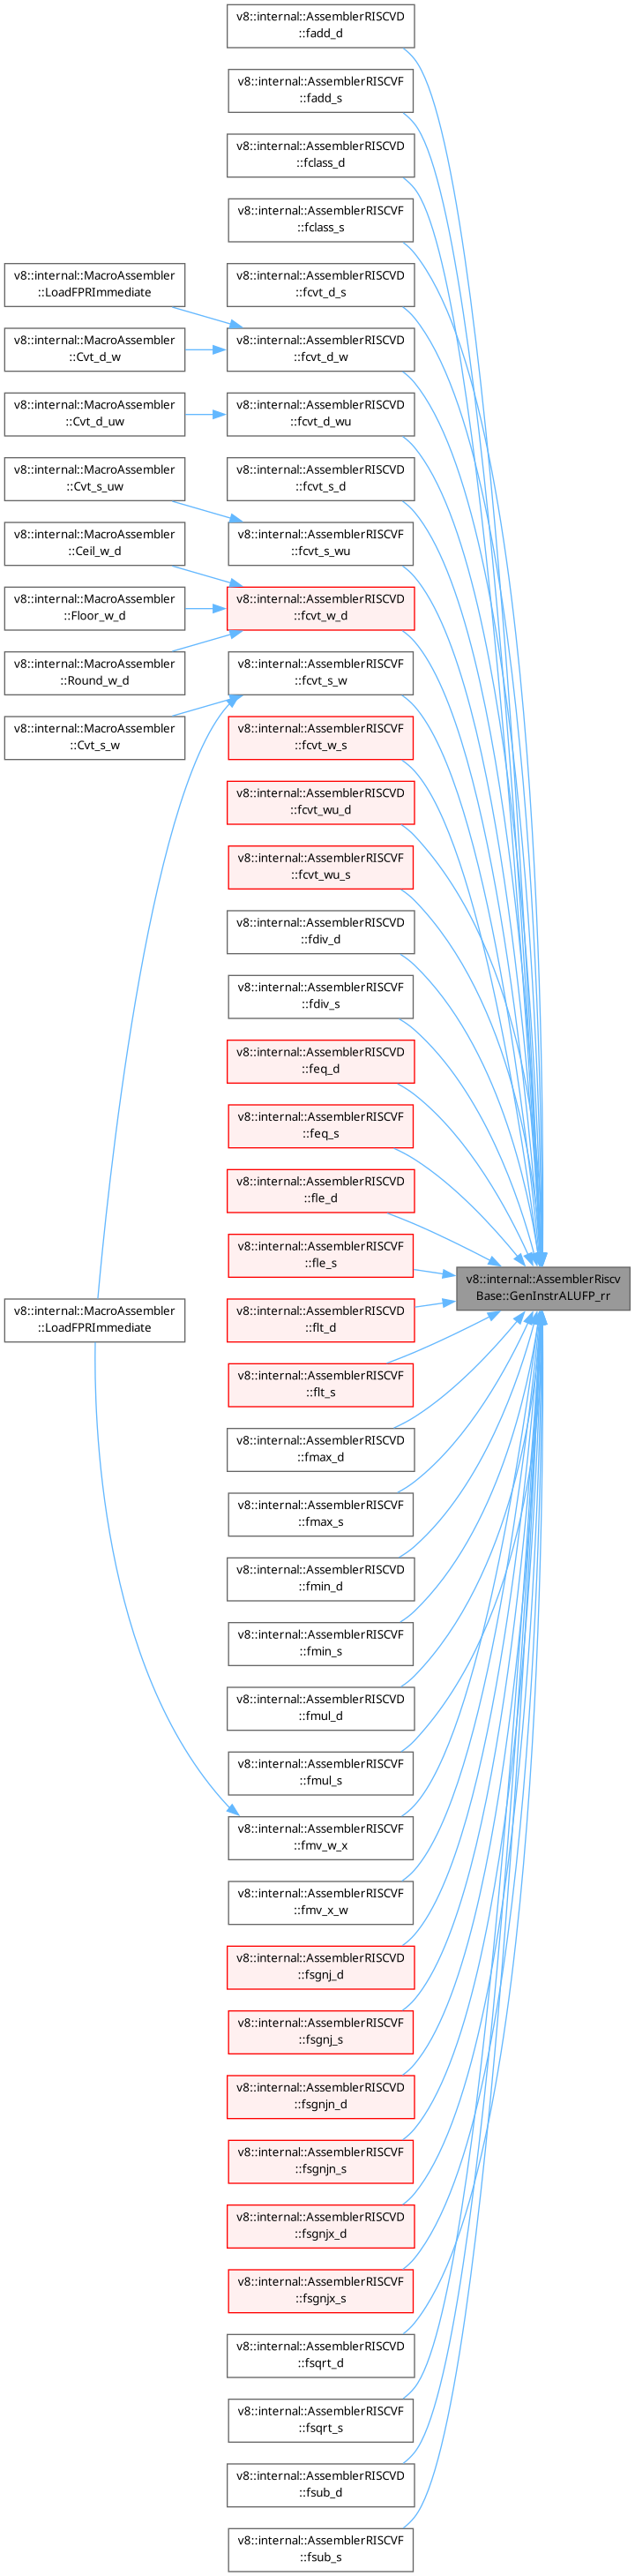 v8::internal::AssemblerRISCVD
::fadd_d
v8::internal::AssemblerRISCVF
::fadd_s
v8::internal::AssemblerRISCVD
::fclass_d
v8::internal::AssemblerRISCVF
::fclass_s
v8::internal::AssemblerRISCVD
::fcvt_d_s
v8::internal::MacroAssembler
::LoadFPRImmediate
v8::internal::AssemblerRISCVD
::fcvt_d_w
v8::internal::MacroAssembler
::Cvt_d_w
v8::internal::AssemblerRISCVD
::fcvt_d_wu
v8::internal::MacroAssembler
::Cvt_d_uw
v8::internal::AssemblerRISCVD
::fcvt_s_d
v8::internal::MacroAssembler
::Cvt_s_uw
v8::internal::AssemblerRISCVF
::fcvt_s_wu
v8::internal::MacroAssembler
::Ceil_w_d
v8::internal::AssemblerRISCVD
::fcvt_w_d
v8::internal::MacroAssembler
::Floor_w_d
v8::internal::AssemblerRISCVF
::fcvt_s_w
v8::internal::MacroAssembler
::Round_w_d
v8::internal::MacroAssembler
::Cvt_s_w
v8::internal::AssemblerRISCVF
::fcvt_w_s
v8::internal::AssemblerRISCVD
::fcvt_wu_d
v8::internal::AssemblerRISCVF
::fcvt_wu_s
v8::internal::AssemblerRISCVD
::fdiv_d
v8::internal::AssemblerRISCVF
::fdiv_s
v8::internal::AssemblerRISCVD
::feq_d
v8::internal::AssemblerRISCVF
::feq_s
v8::internal::AssemblerRISCVD
::fle_d
v8::internal::AssemblerRISCVF
::fle_s
v8::internal::AssemblerRiscv
Base::GenInstrALUFP_rr
v8::internal::MacroAssembler
::LoadFPRImmediate
v8::internal::AssemblerRISCVD
::flt_d
v8::internal::AssemblerRISCVF
::flt_s
v8::internal::AssemblerRISCVD
::fmax_d
v8::internal::AssemblerRISCVF
::fmax_s
v8::internal::AssemblerRISCVD
::fmin_d
v8::internal::AssemblerRISCVF
::fmin_s
v8::internal::AssemblerRISCVD
::fmul_d
v8::internal::AssemblerRISCVF
::fmul_s
v8::internal::AssemblerRISCVF
::fmv_w_x
v8::internal::AssemblerRISCVF
::fmv_x_w
v8::internal::AssemblerRISCVD
::fsgnj_d
v8::internal::AssemblerRISCVF
::fsgnj_s
v8::internal::AssemblerRISCVD
::fsgnjn_d
v8::internal::AssemblerRISCVF
::fsgnjn_s
v8::internal::AssemblerRISCVD
::fsgnjx_d
v8::internal::AssemblerRISCVF
::fsgnjx_s
v8::internal::AssemblerRISCVD
::fsqrt_d
v8::internal::AssemblerRISCVF
::fsqrt_s
v8::internal::AssemblerRISCVD
::fsub_d
v8::internal::AssemblerRISCVF
::fsub_s